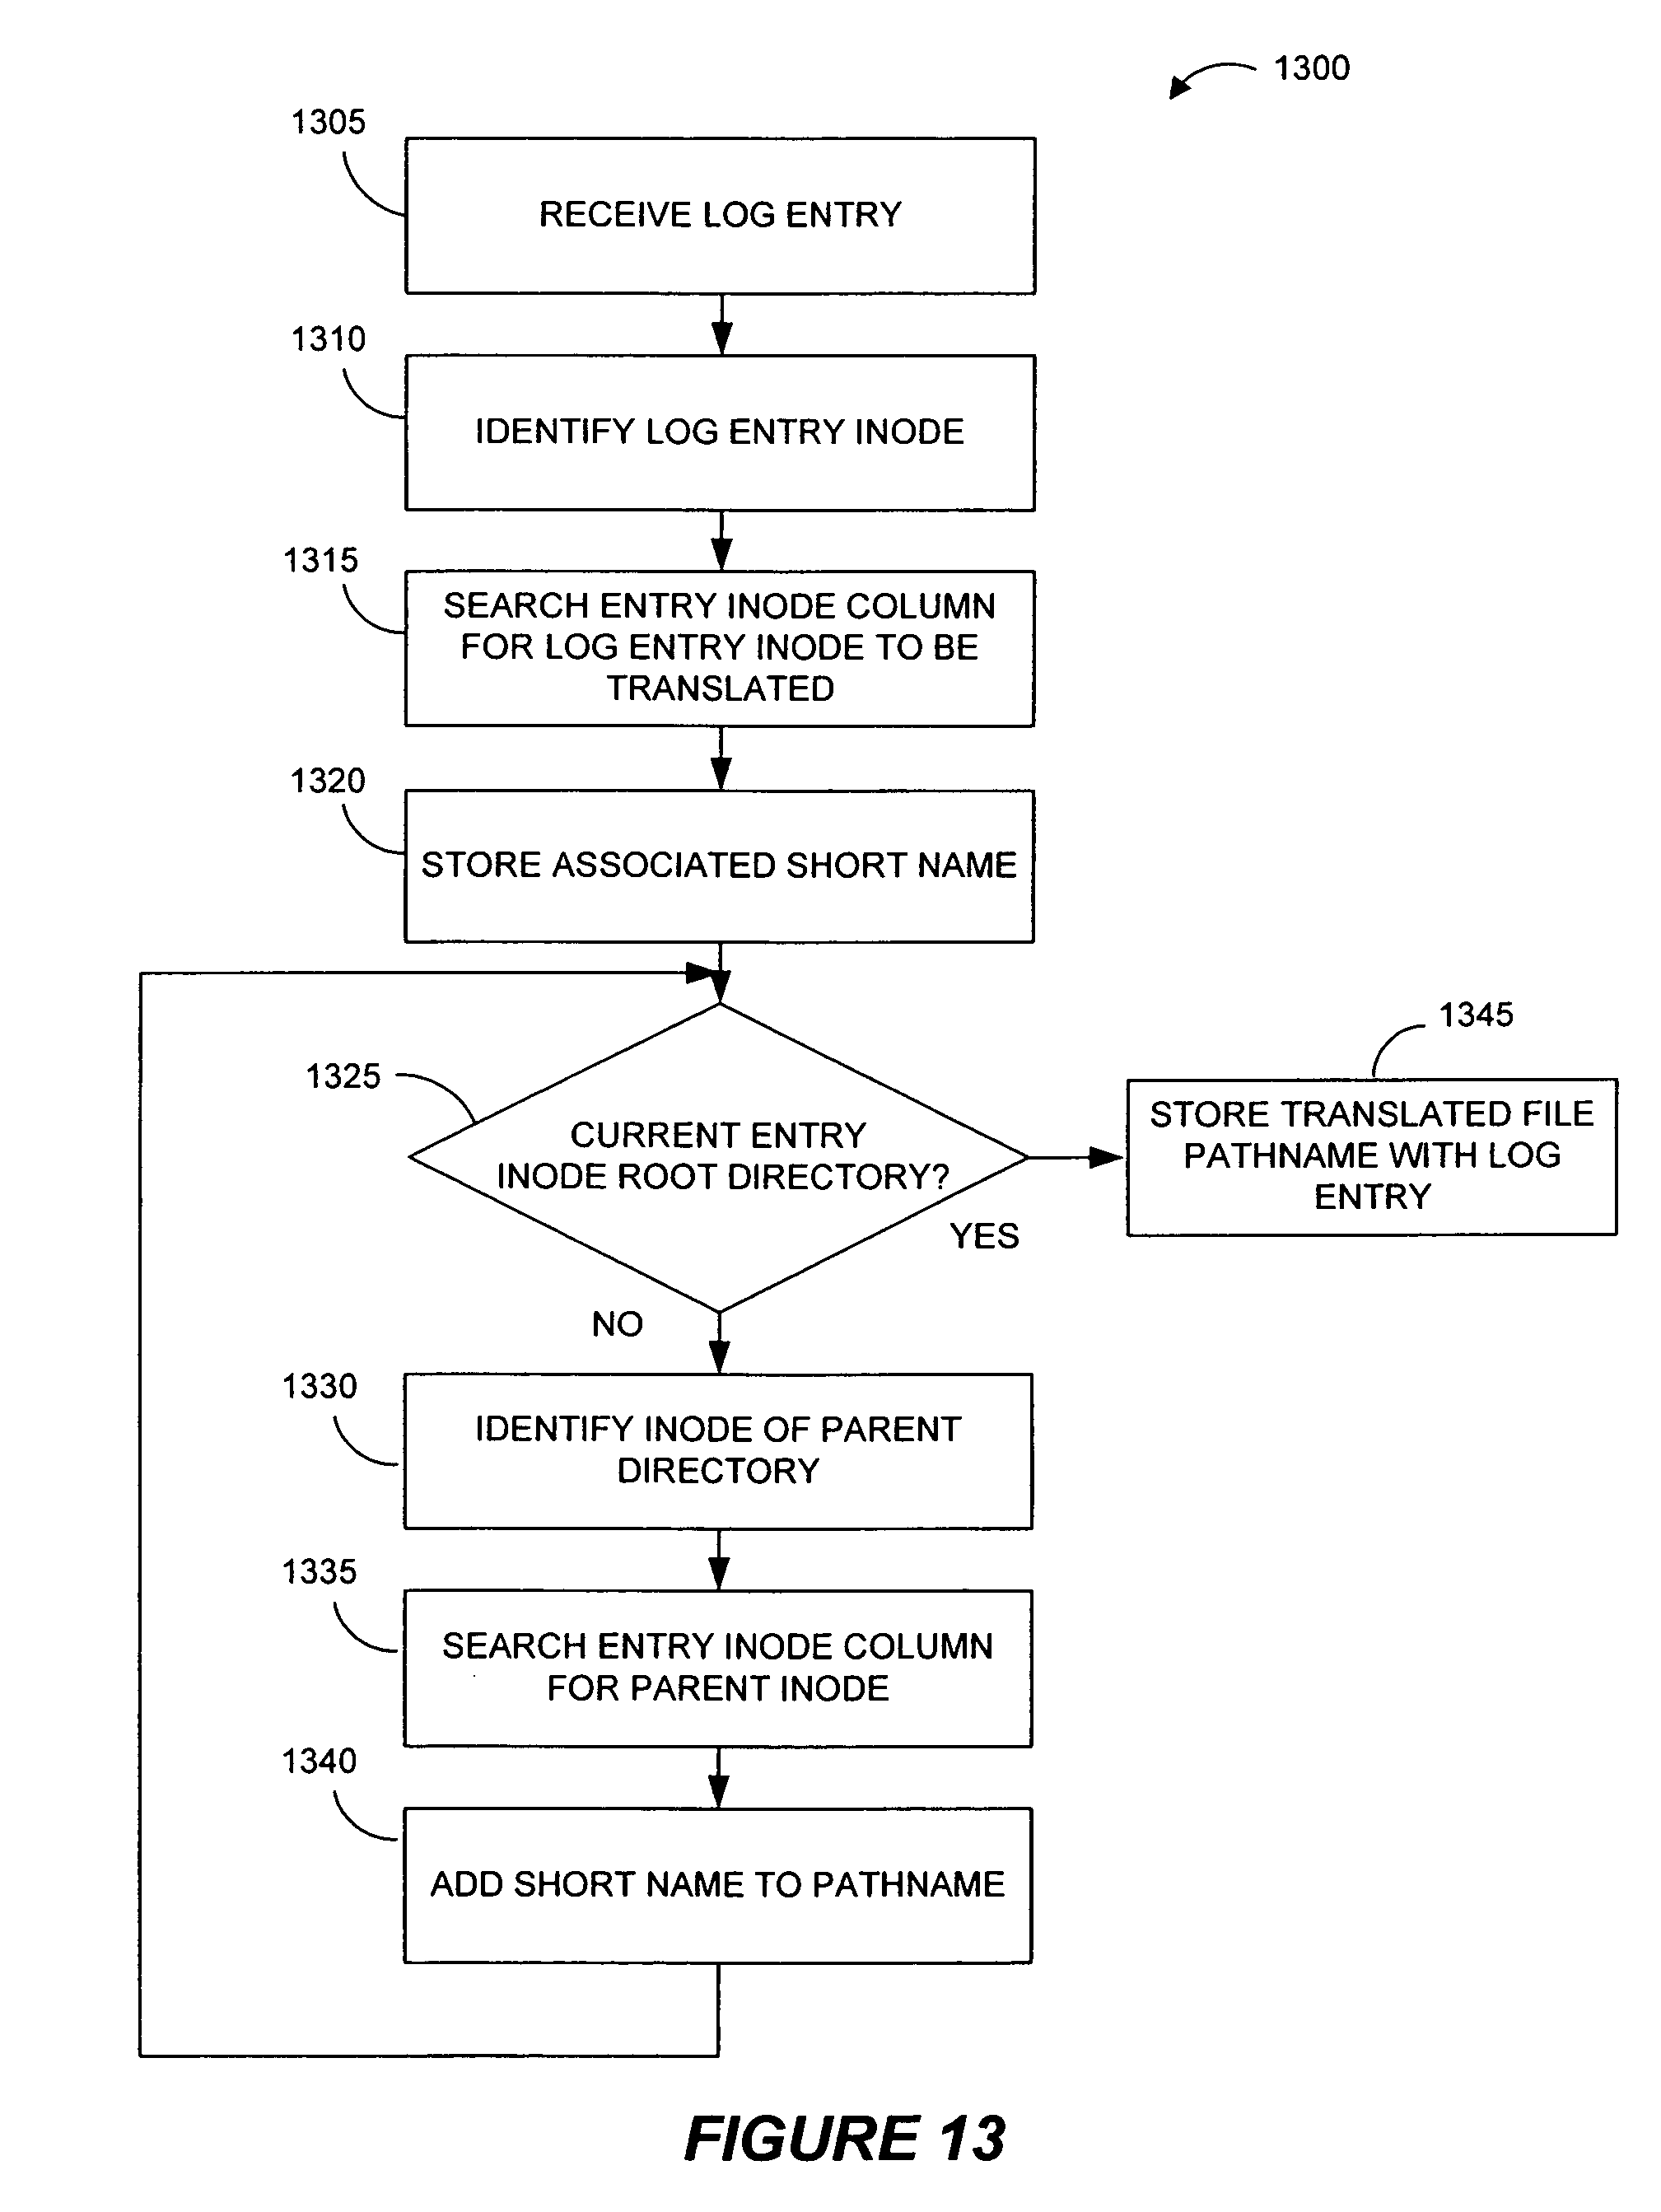 1300
1305
RECEIVE LOG ENTRY
1310
IDENTIFY LOG ENTRY INODE
1315
SEARCH ENTRY INODE COLUMN
FOR LOG ENTRY INODE TO BE
TRANSLATED
1320
STORE ASSOCIATED SHORT NAME
1325
CURRENT ENTRY
INODE ROOT DIRECTORY?
YES
1345
STORE TRANSLATED FILE
PATHNAME WITH LOG
ENTRY
NO
1330
IDENTIFY INODE OF PARENT
DIRECTORY
1335
SEARCH ENTRY INODE COLUMN
FOR PARENT INODE
1340
ADD SHORT NAME TO PATHNAME
FIGURE 13